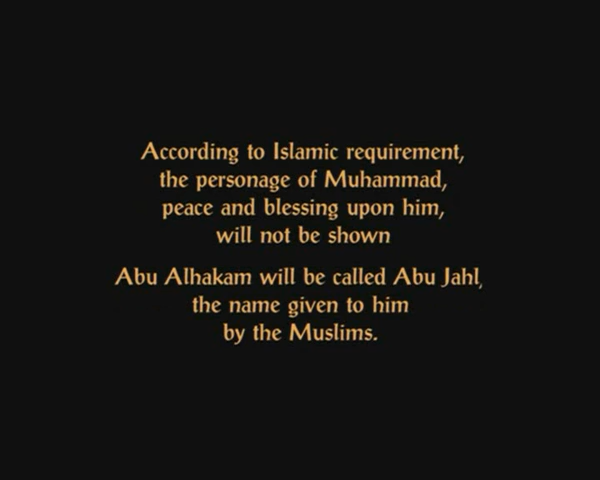 According to Islamic requirement,
the personage of Muhammad,
peace and blessing upon him,
will not be shown
Abu Alhakam will be called Abu Jahl,
the name given to him
by the Muslims.